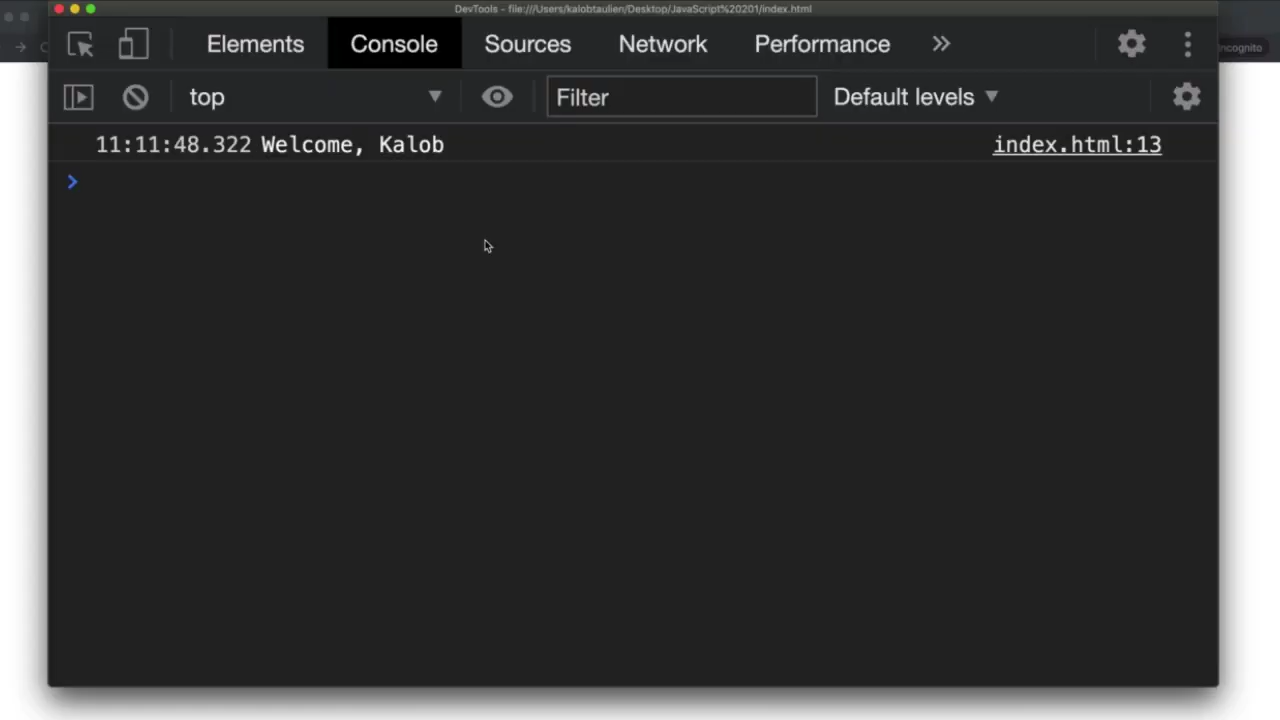 DevTools - file:///Users/kalobtaulien/Desktop/JavaScript%20201/index.html
Incognito
Elements Console Sources Network Performance »
top ▼ Filter Default levels ▼
11:11:48.322 Welcome, Kalob index.html:13
>